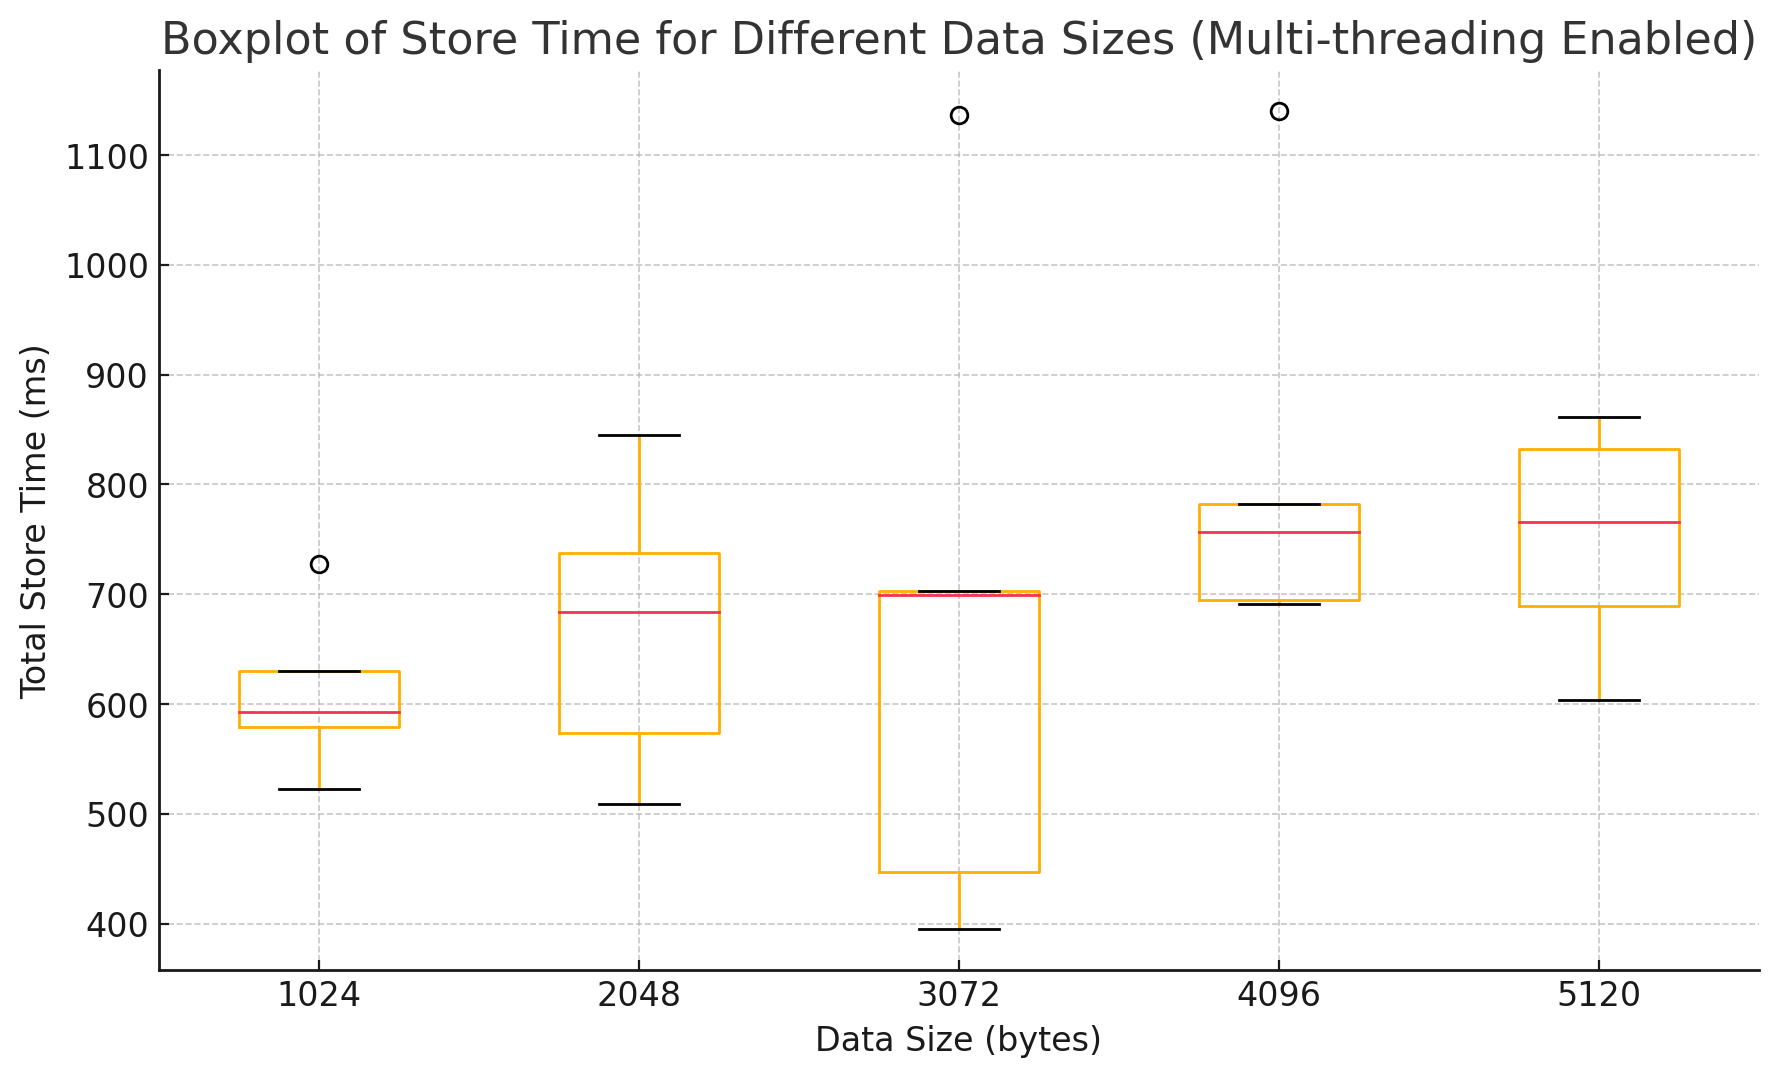 Boxplot of Store Time for Different Data Sizes (Multi-threading Enabled)
Total Store Time (ms)
1100
1000
900
800
700
600
500
400
1024 2048 3072 4096 5120
Data Size (bytes)